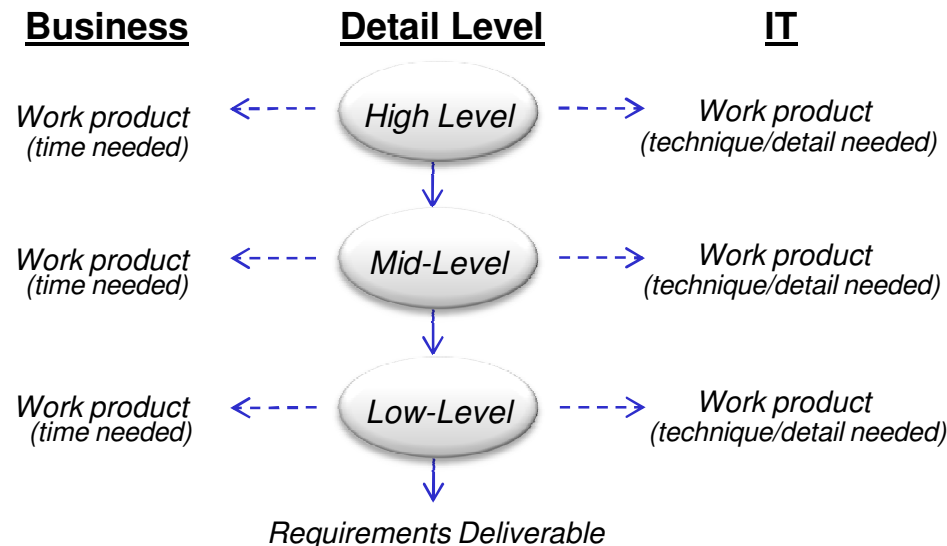 Business Detail Level IT
Work product High Level Work product
(time needed) (technique/detail needed)
Work product Mid-Level Work product
(time needed) (technique/detail needed)
Work product Low-Level Work product
(time needed) (technique/detail needed)
Requirements Deliverable